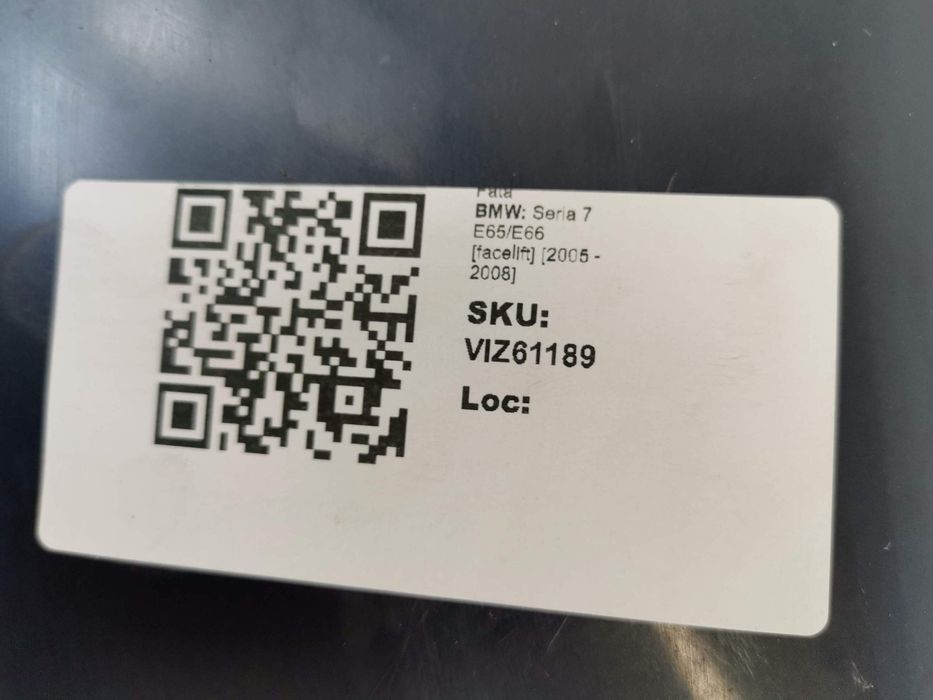 Fata
BMW: Seria 7
E65/E66
[facelift] [2005 -
2008]
SKU:
VIZ61189
Loc: